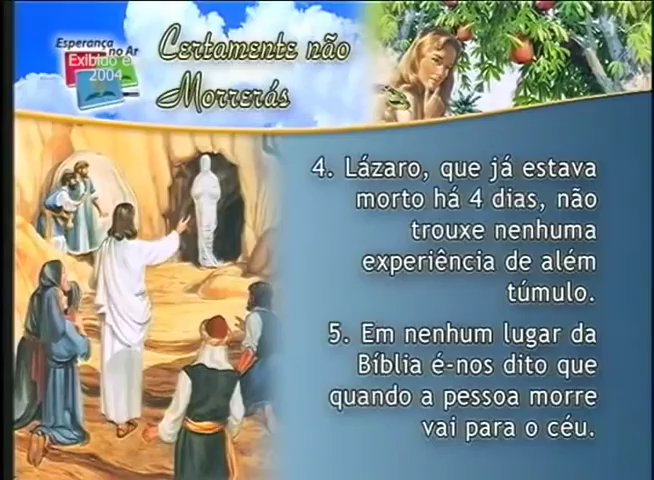 Esperança
no Ar
Exibido e
2004
Certamente não
Morrerás
4. Lázaro, que já estava
morto há 4 dias, não
trouxe nenhuma
experiência de além
túmulo.
5. Em nenhum lugar da
Bíblia é-nos dito que
quando a pessoa morre
vai para o céu.